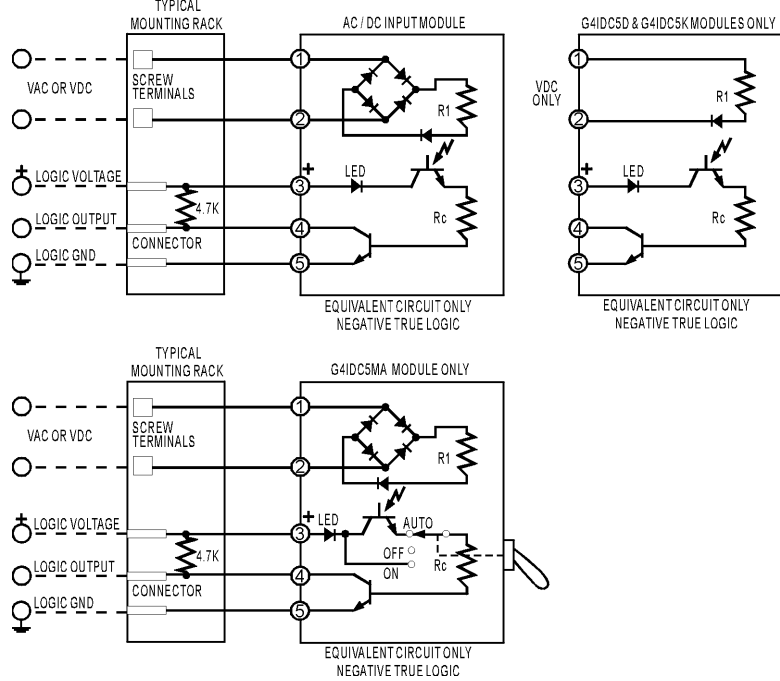 TYPICAL
MOUNTING RACK
AC / DC INPUT MODULE
G4IDC5D & G4IDC5K MODULES ONLY
VAC OR VDC
SCREW
TERMINALS
1
2
R1
+
LOGIC VOLTAGE
LOGIC OUTPUT
LOGIC GND
4.7K
CONNECTOR
+
3
4
5
LED
Rc
EQUIVALENT CIRCUIT ONLY
NEGATIVE TRUE LOGIC
VDC
ONLY
1
2
R1
+
3
4
5
LED
Rc
EQUIVALENT CIRCUIT ONLY
NEGATIVE TRUE LOGIC
TYPICAL
MOUNTING RACK
G4IDC5MA MODULE ONLY
VAC OR VDC
SCREW
TERMINALS
1
2
R1
+
LOGIC VOLTAGE
LOGIC OUTPUT
LOGIC GND
4.7K
CONNECTOR
+
3
4
5
LED
AUTO
OFF
ON
Rc
EQUIVALENT CIRCUIT ONLY
NEGATIVE TRUE LOGIC